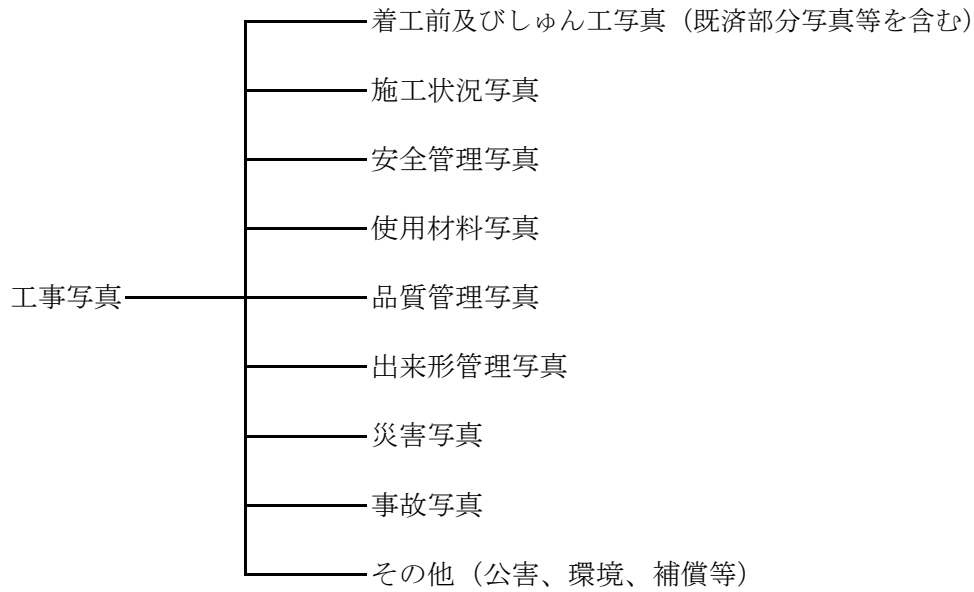 着工前及びしゅん工写真（既済部分写真等を含む）
施工状況写真
安全管理写真
使用材料写真
工事写真
品質管理写真
出来形管理写真
災害写真
事故写真
その他（公害、環境、補償等）